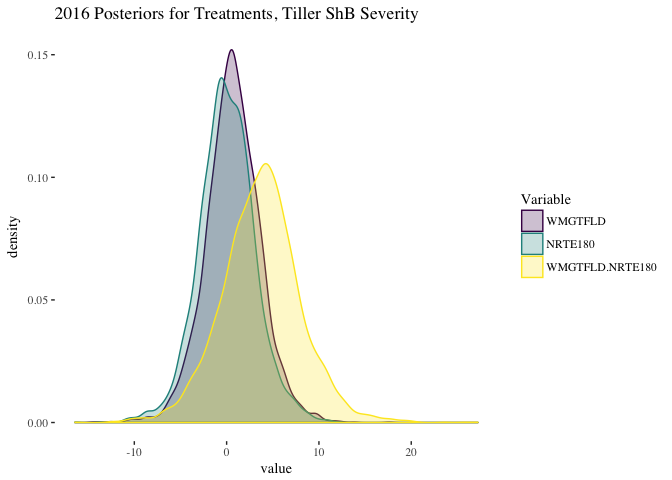 2016 Posteriors for Treatments, Tiller ShB Severity
0.15
0.10
0.05
0.00
density
-10
0
10
20
value
Variable
WMGTFLD
NRTE180
WMGTFLD.NRTE180